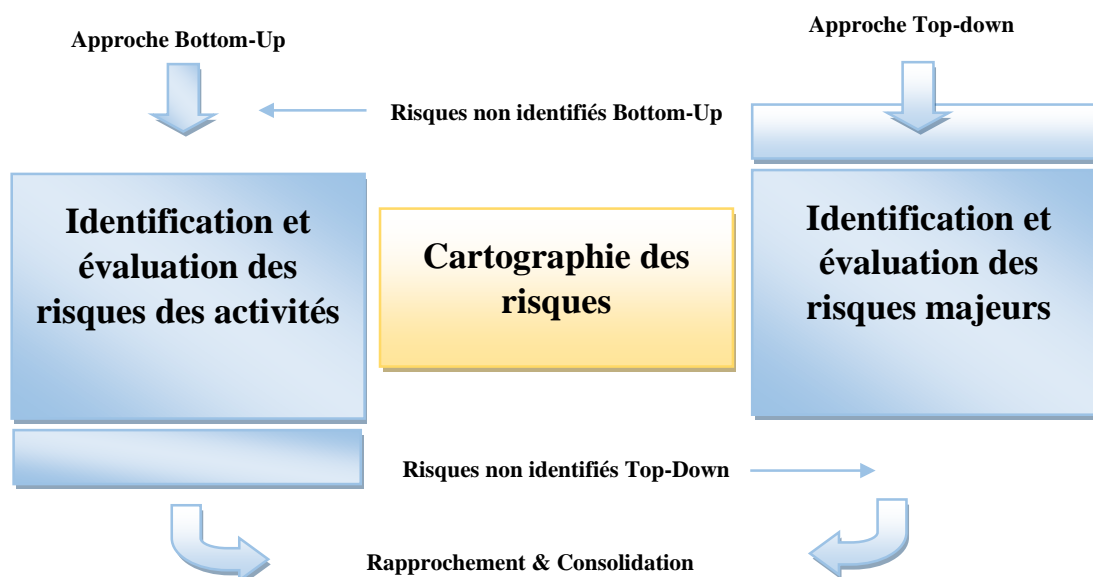 Approche Bottom-Up
Approche Top-down
Risques non identifiés Bottom-Up
Identification et
évaluation des
risques des activités
Cartographie des
risques
Identification et
évaluation des
risques majeurs
Risques non identifiés Top-Down
Rapprochement & Consolidation